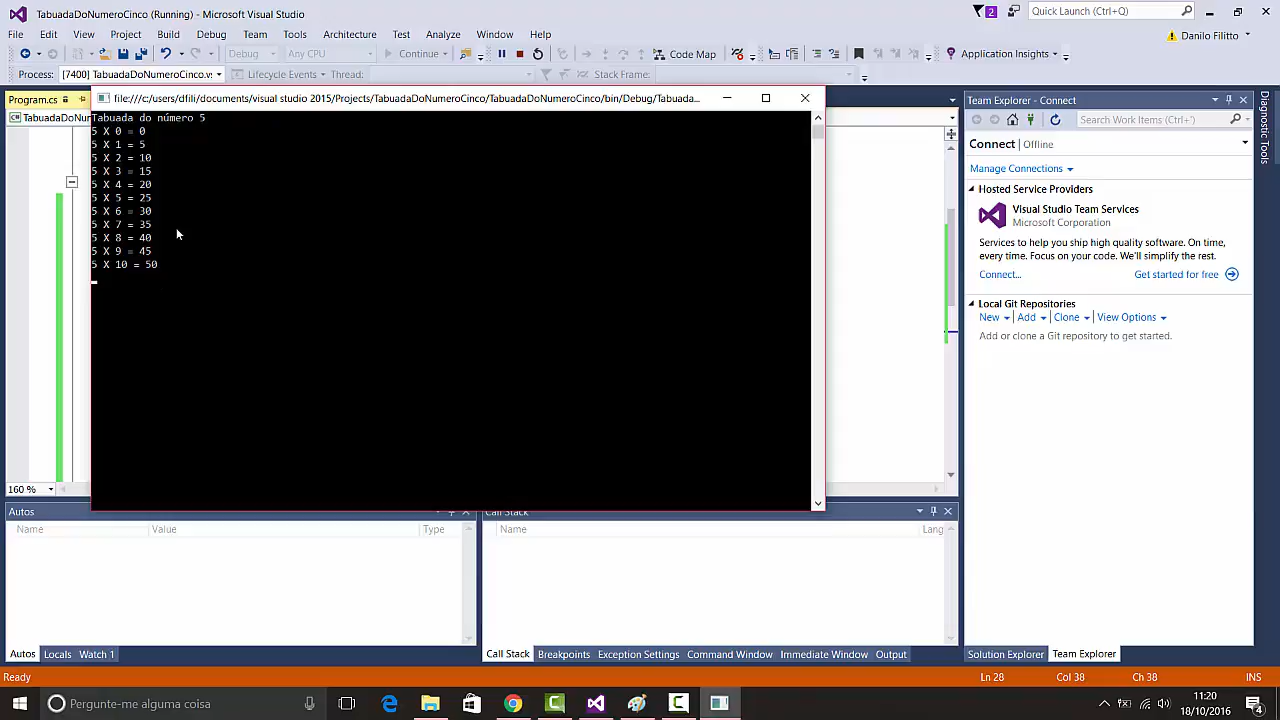 TabuadaDoNumeroCinco (Running) - Microsoft Visual Studio
2
Quick Launch (Ctrl+Q)
File Edit View Project Build Debug Team Tools Architecture Test Analyze Window Help
Danilo Filitto
Debug Any CPU Continue Code Map Application Insights
Process: [7400] TabuadaDoNumeroCinco.vs Lifecycle Events Thread: Stack Frame:
Program.cs
TabuadaDoNur
file:///c:/users/dfili/documents/visual studio 2015/Projects/TabuadaDoNumeroCinco/TabuadaDoNumeroCinco/bin/Debug/Tabuada...
Tabuada do número 5
5 X 0 = 0
5 X 1 = 5
5 X 2 = 10
5 X 3 = 15
5 X 4 = 20
5 X 5 = 25
5 X 6 = 30
5 X 7 = 35
5 X 8 = 40
5 X 9 = 45
5 X 10 = 50
160 %
Team Explorer - Connect
Search Work Items (Ctrl+')
Connect | Offline
Manage Connections
Hosted Service Providers
Visual Studio Team Services
Microsoft Corporation
Services to help you ship high quality software. On time,
every time. Focus on your code. We'll simplify the rest.
Connect... Get started for free
Local Git Repositories
New Add Clone View Options
Add or clone a Git repository to get started.
Diagnostic Tools
Autos
Name Value Type
Call Stack
Name Lang
Autos Locals Watch 1
Call Stack Breakpoints Exception Settings Command Window Immediate Window Output
Solution Explorer Team Explorer
Ready Ln 28 Col 38 Ch 38 INS
Pergunte-me alguma coisa
11:20
18/10/2016